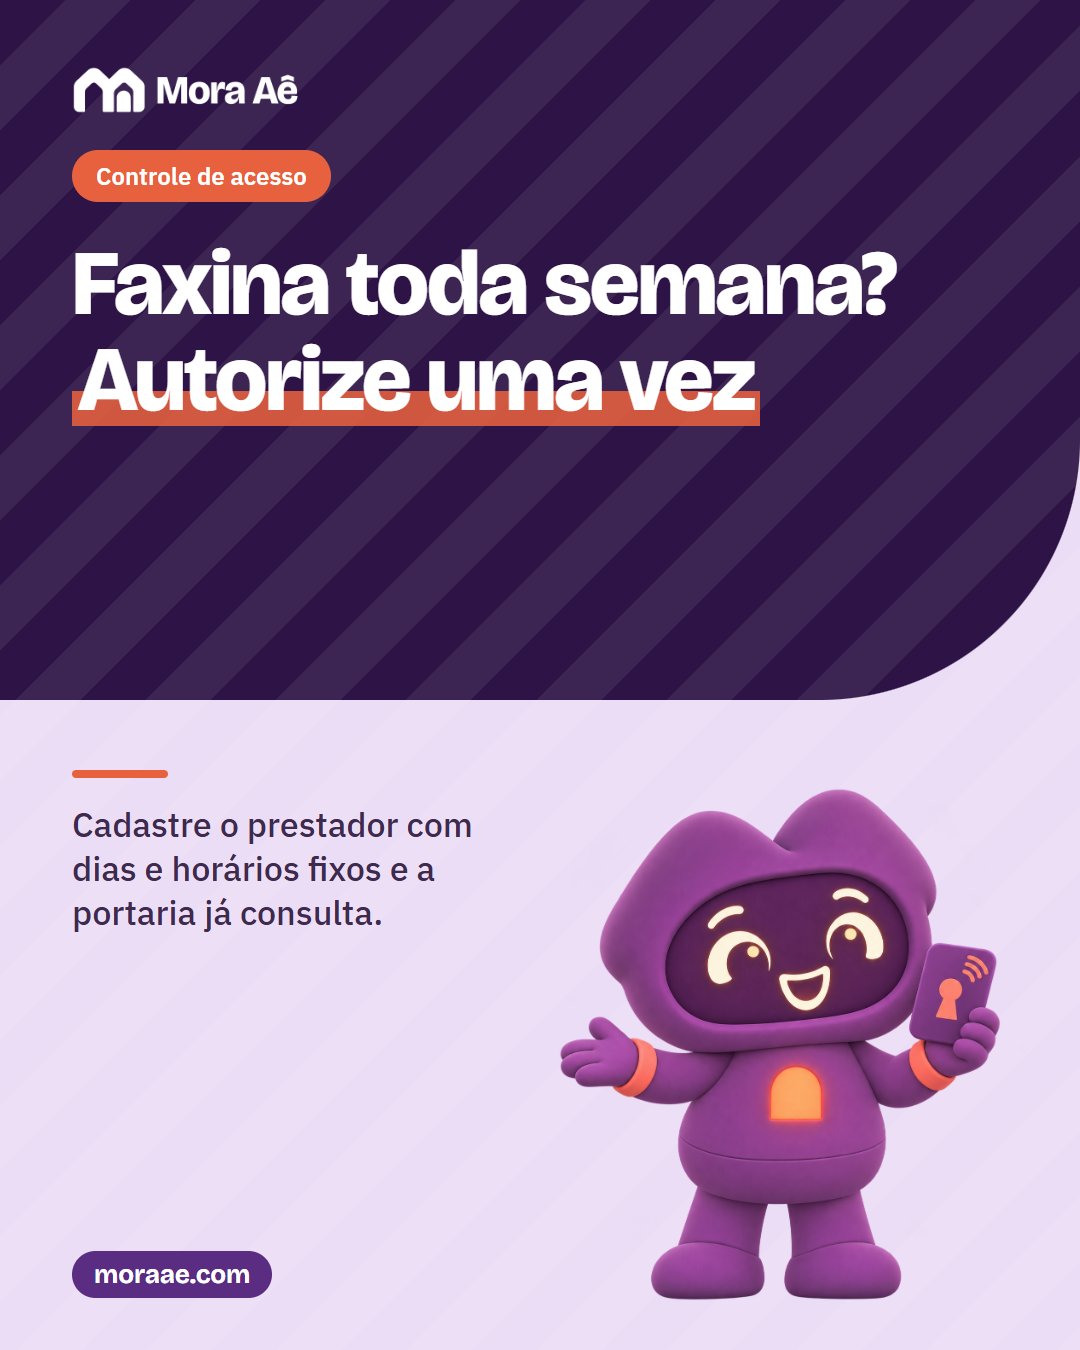 Mora Aê
Controle de acesso
Faxina toda semana?
Autorize uma vez
Cadastre o prestador com
dias e horários fixos e a
portaria já consulta.
moraae.com